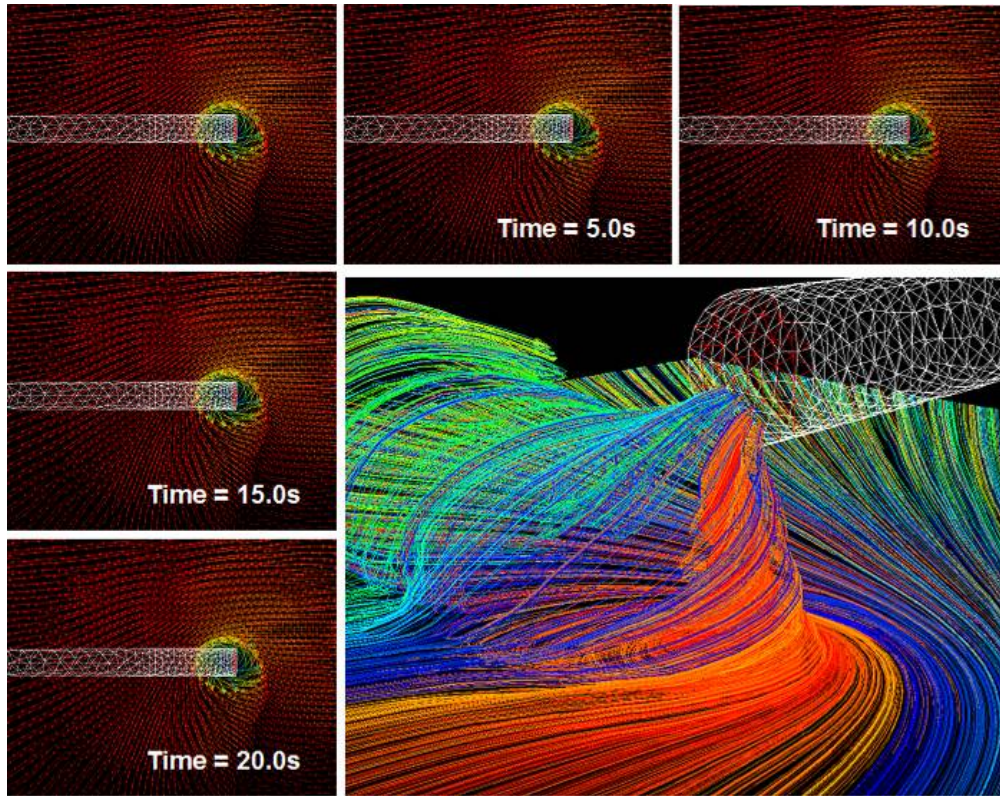 Time = 5.0s
Time = 10.0s
Time = 15.0s
Time = 20.0s